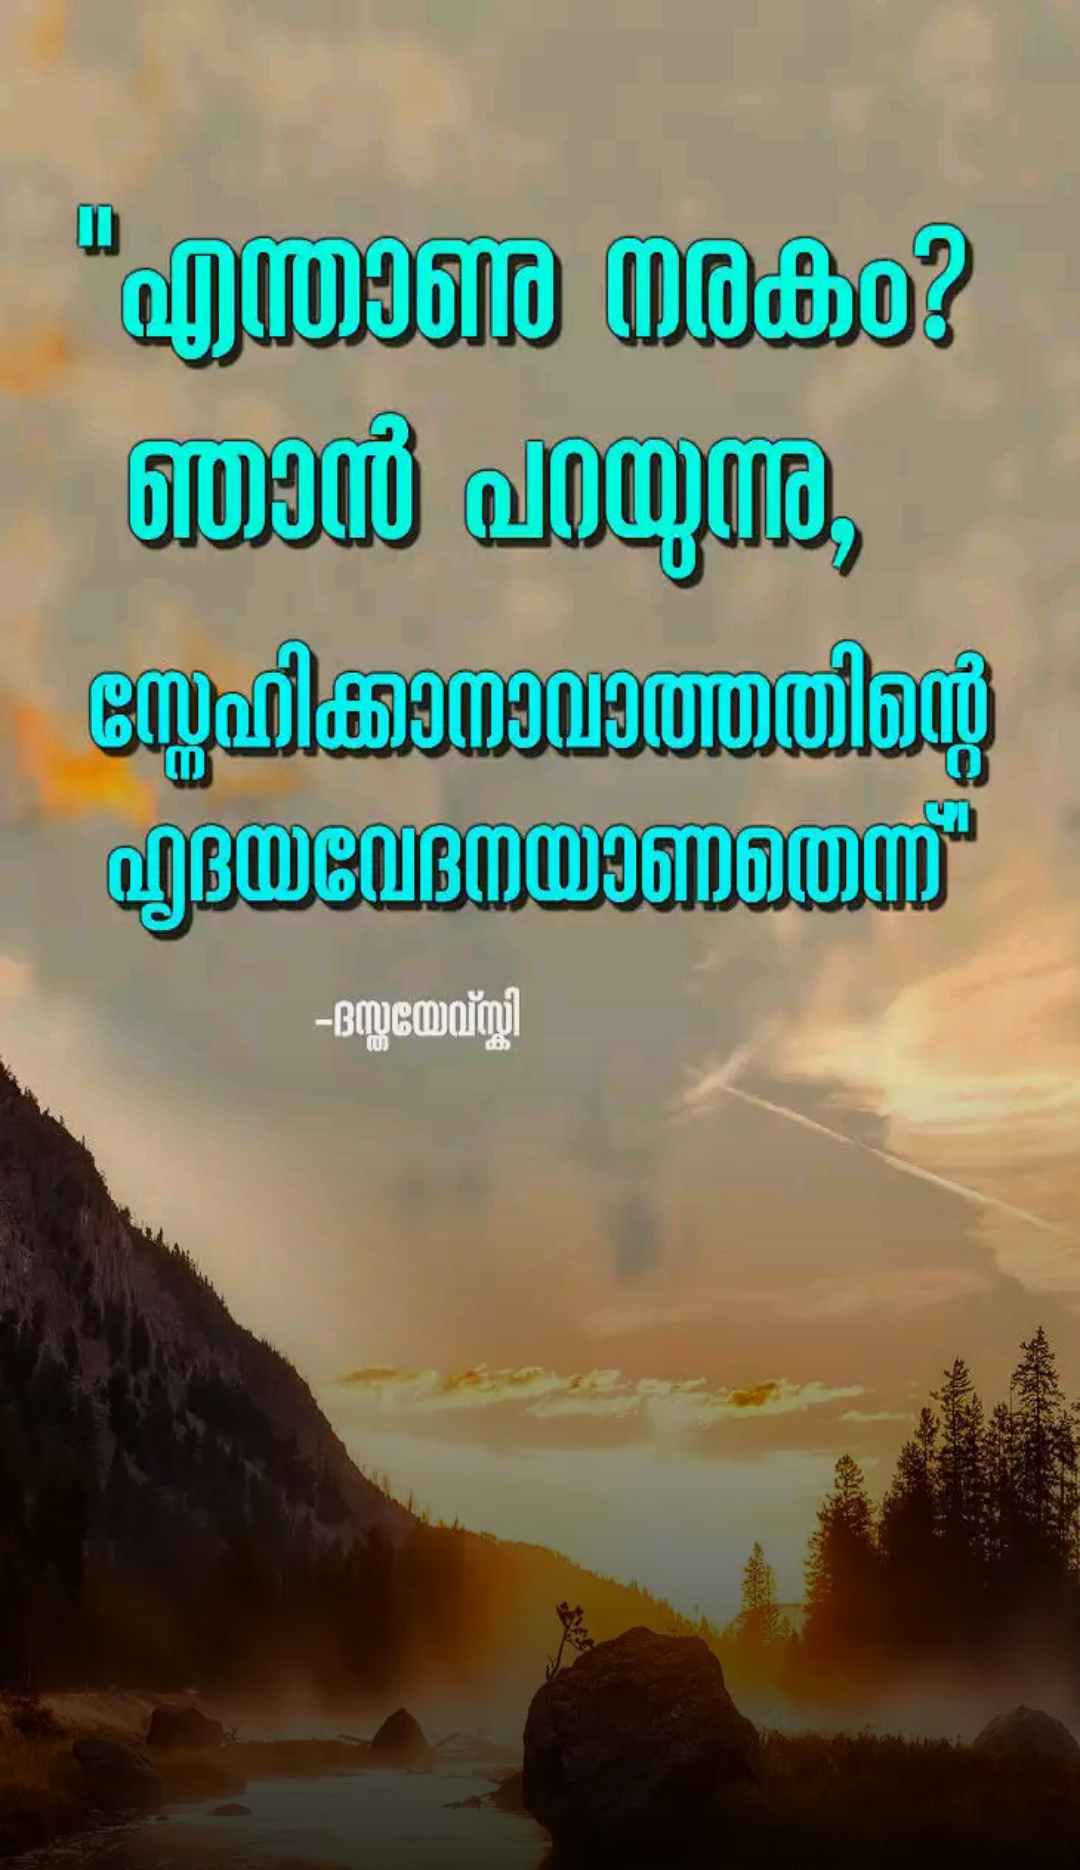 "എന്താണു നരകം?
ഞാൻ പറയുന്നു,
സ്നേഹിക്കാനാവാത്തതിന്റെ
ഹൃദയവേദനയാണതെന്ന്"
-ദസ്തയേവ്സ്കി